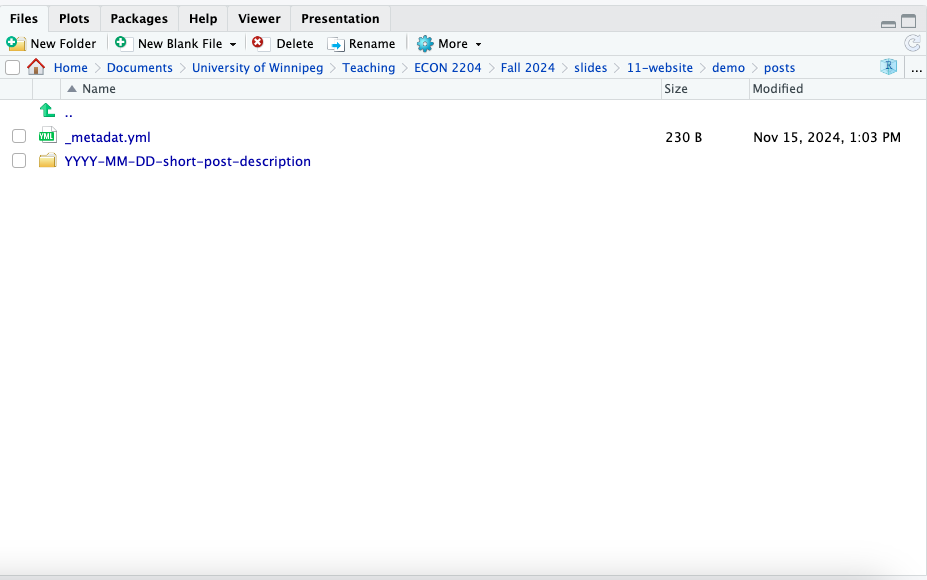 Files Plots Packages Help Viewer Presentation
New Folder New Blank File Delete Rename More
Home Documents University of Winnipeg Teaching ECON 2204 Fall 2024 slides 11-website demo posts R ...
Name Size Modified
..
YML _metadat.yml 230 B Nov 15, 2024, 1:03 PM
YYYY-MM-DD-short-post-description